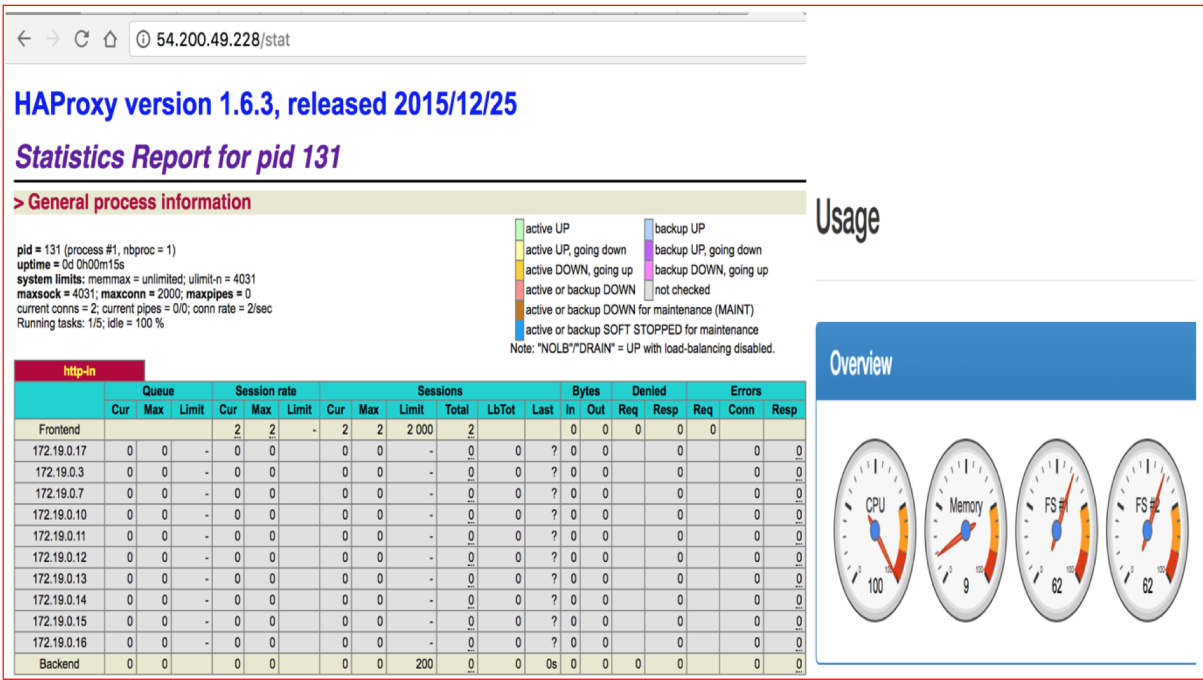 54.200.49.228/stat
HAProxy version 1.6.3, released 2015/12/25
Statistics Report for pid 131
> General process information
pid = 131 (process #1, nbproc = 1)
uptime = 0d 0h00m15s
system limits: memmax = unlimited; ulimit-n = 4031
maxsock = 4031; maxconn = 2000; maxpipes = 0
current conns = 2; current pipes = 0/0; conn rate = 2/sec
Running tasks: 1/5; idle = 100 %
active UP backup UP
active UP, going down backup UP, going down
active DOWN, going up backup DOWN, going up
active or backup DOWN not checked
active or backup DOWN for maintenance (MAINT)
active or backup SOFT STOPPED for maintenance
Note: "NOLB"/"DRAIN" = UP with load-balancing disabled.
http-in
Queue Session rate Sessions Bytes Denied Errors
Cur Max Limit Cur Max Limit Cur Max Limit Total LbTot Last In Out Req Resp Req Conn Resp
Frontend 2 2 - 2 2 2 000 2 0 0 0 0 0
172.19.0.17 0 0 - 0 0 0 0 - 0 0 ? 0 0 0 0 0
172.19.0.3 0 0 - 0 0 0 0 - 0 0 ? 0 0 0 0 0
172.19.0.7 0 0 - 0 0 0 0 - 0 0 ? 0 0 0 0 0
172.19.0.10 0 0 - 0 0 0 0 - 0 0 ? 0 0 0 0 0
172.19.0.11 0 0 - 0 0 0 0 - 0 0 ? 0 0 0 0 0
172.19.0.12 0 0 - 0 0 0 0 - 0 0 ? 0 0 0 0 0
172.19.0.13 0 0 - 0 0 0 0 - 0 0 ? 0 0 0 0 0
172.19.0.14 0 0 - 0 0 0 0 - 0 0 ? 0 0 0 0 0
172.19.0.15 0 0 - 0 0 0 0 - 0 0 ? 0 0 0 0 0
172.19.0.16 0 0 - 0 0 0 0 - 0 0 ? 0 0 0 0 0
Backend 0 0 0 0 0 0 200 0 0 0s 0 0 0 0 0 0
Usage
Overview
CPU Memory FS #1 FS #2
0 100 0 100 0 100 0 100
100 9 62 62